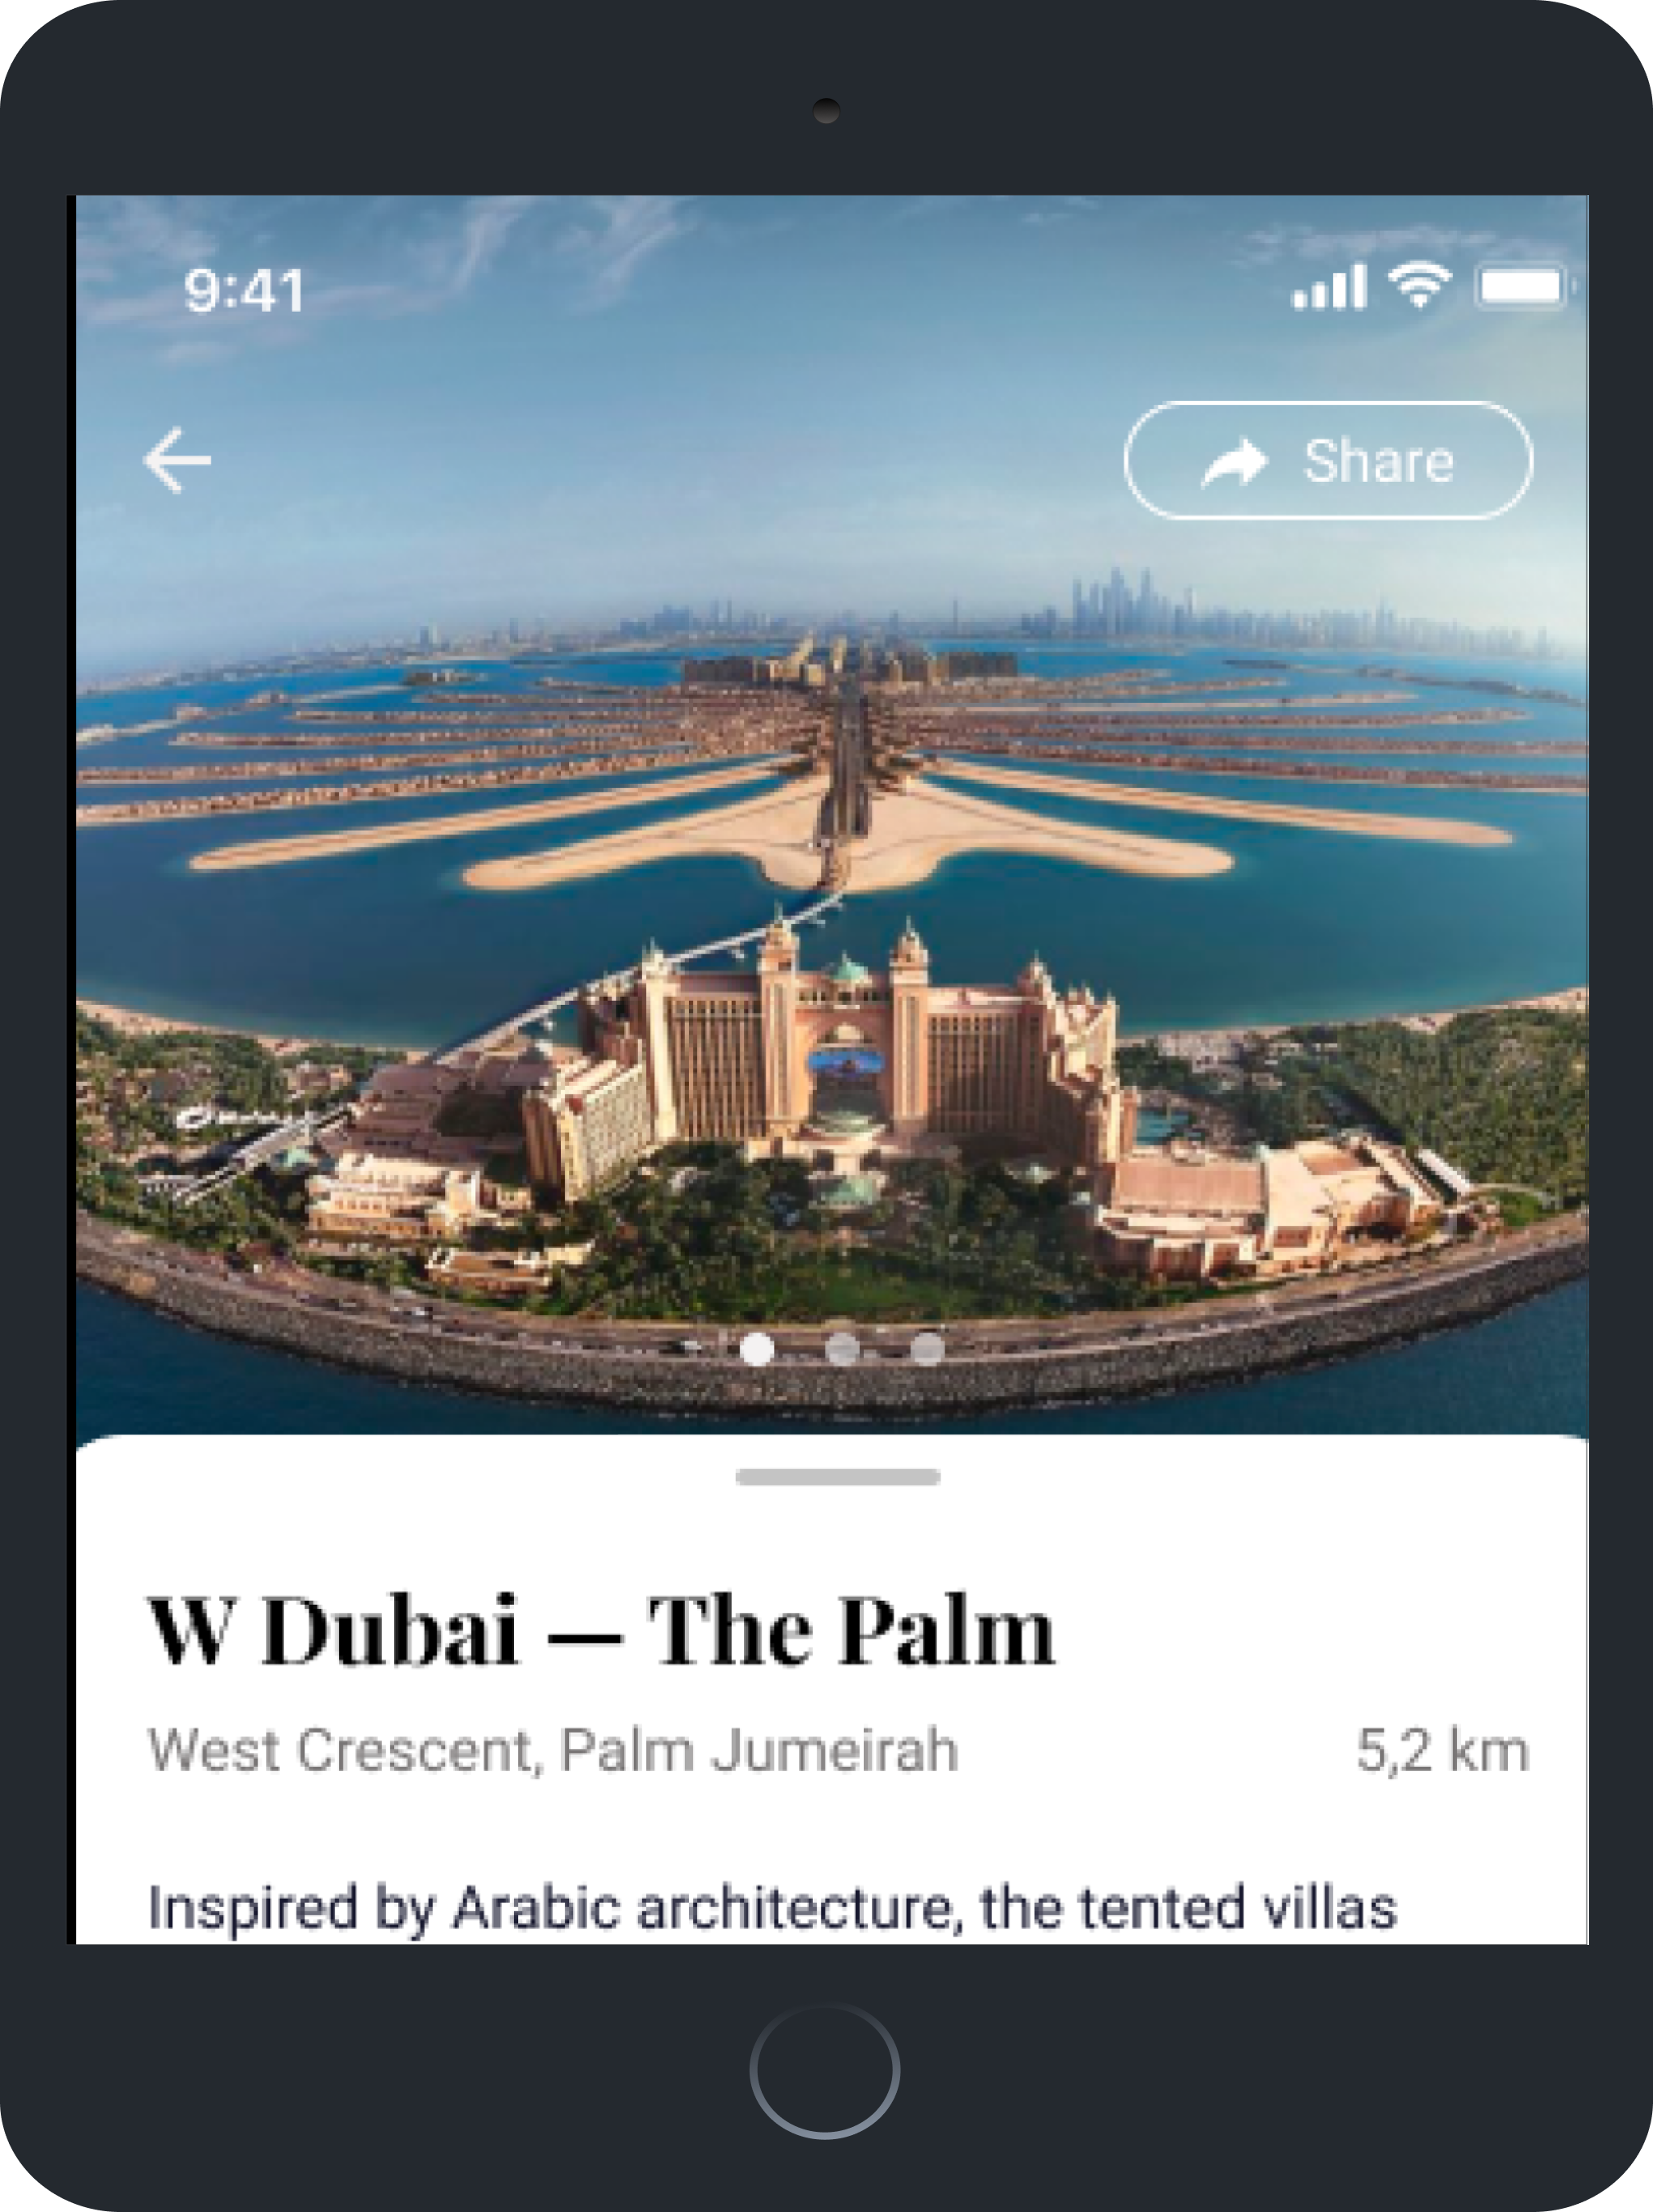 9:41
Share
W Dubai — The Palm
West Crescent, Palm Jumeirah
5,2 km
Inspired by Arabic architecture, the tented villas